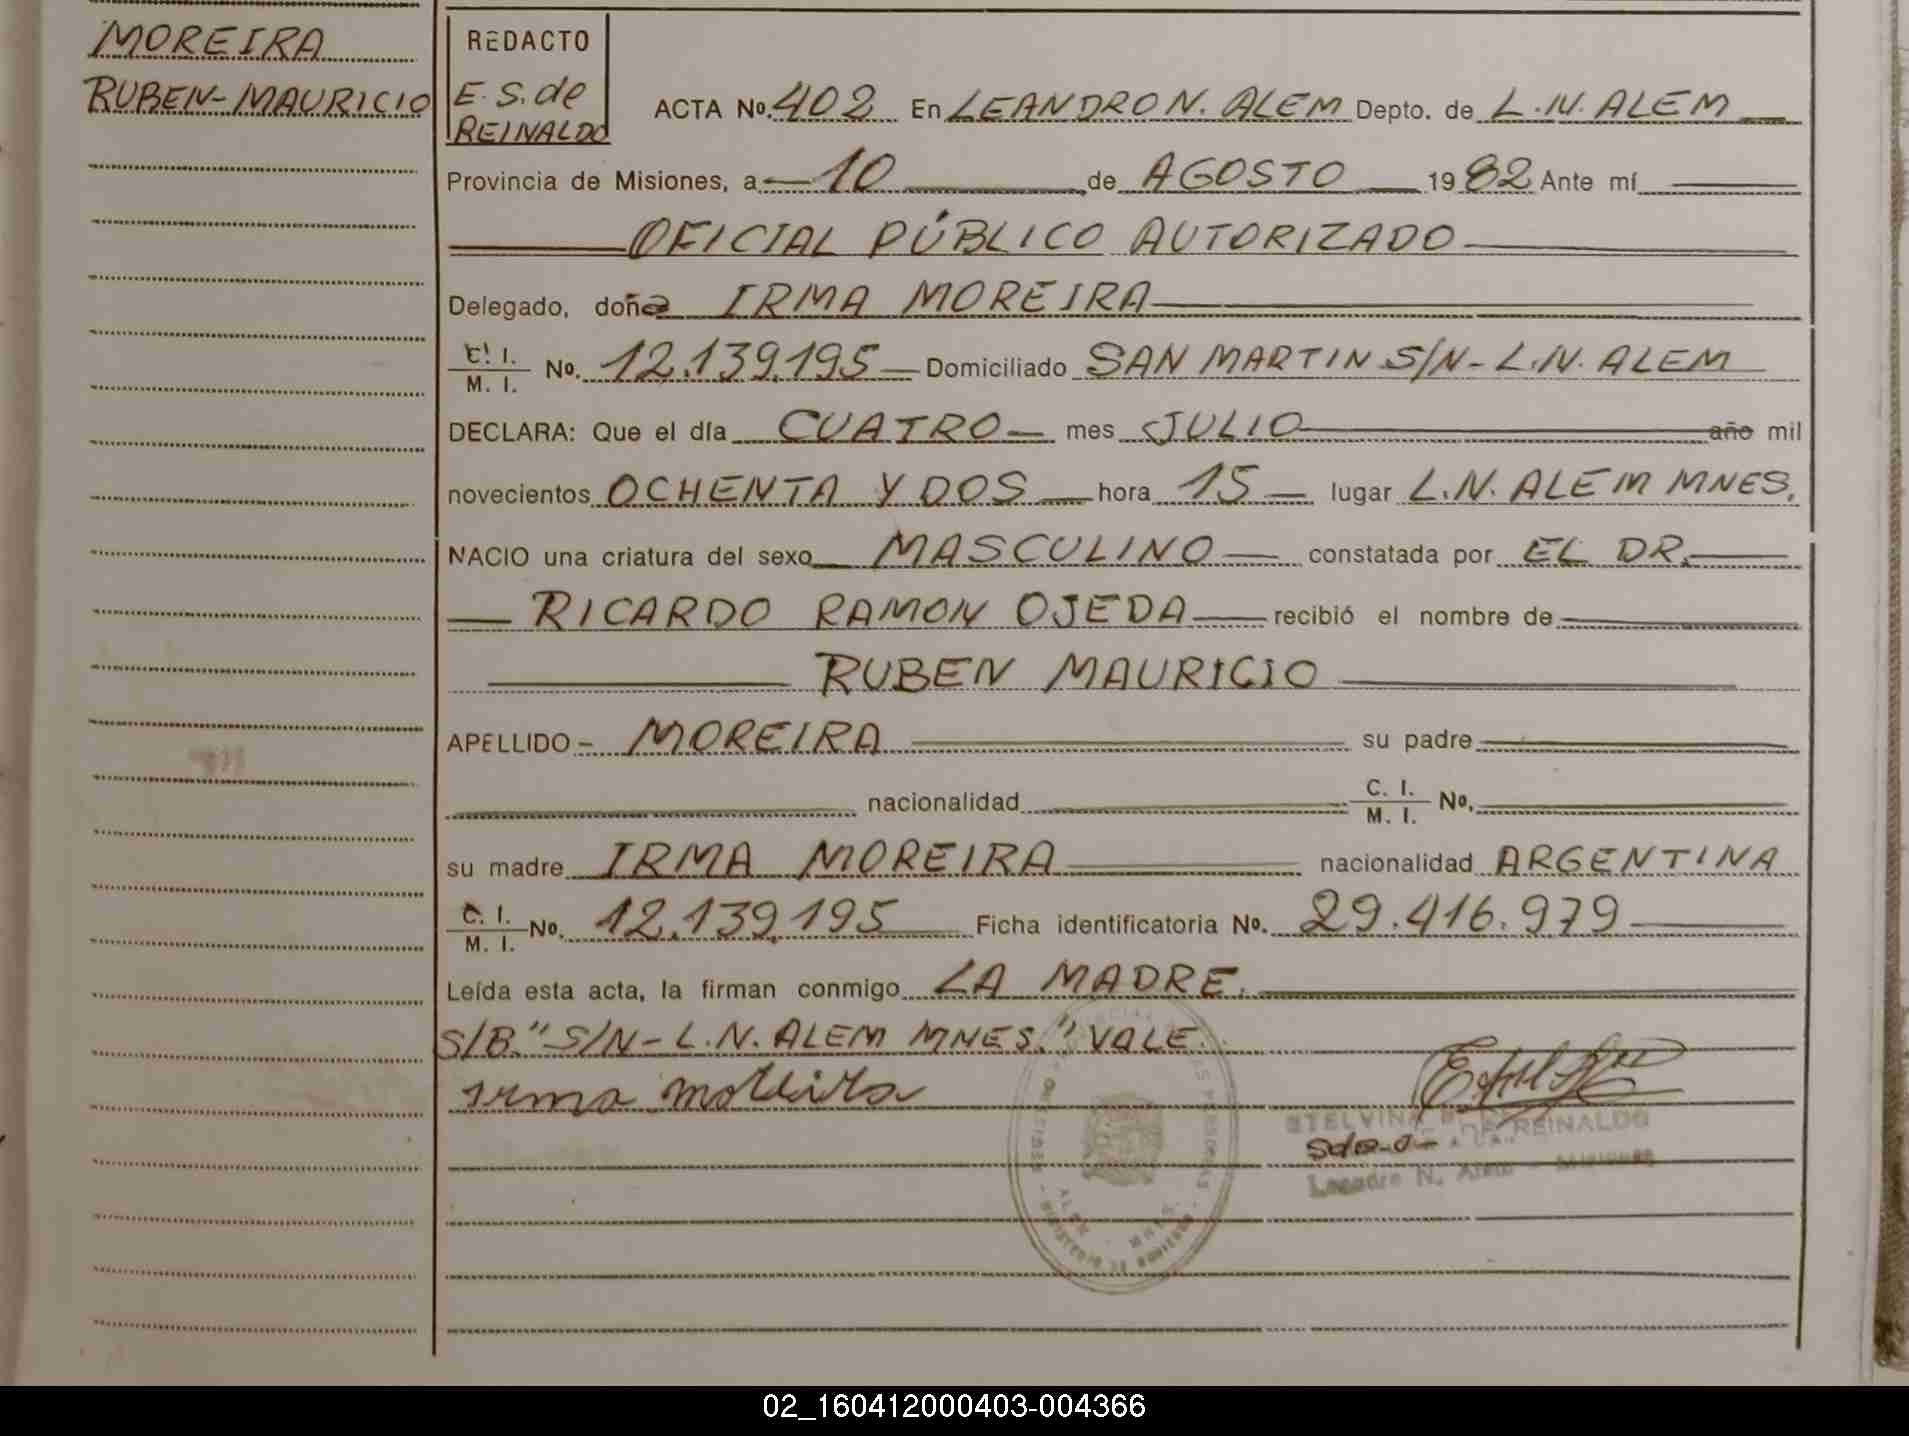 MOREIRA
RUBEN-MAURICIO
REDACTO
E. S. de
REINALDO
ACTA No. 402 En LEANDRO N. ALEM Depto. de L. N. ALEM
Provincia de Misiones, a 10 de AGOSTO 1982 Ante mí
OFICIAL PÚBLICO AUTORIZADO
Delegado, doña IRMA MOREIRA
C. I. M. I. No. 12.139.195 Domiciliado SAN MARTIN S/N - L.N. ALEM
DECLARA: Que el día CUATRO mes JULIO año mil
novecientos OCHENTA Y DOS hora 15 lugar L.N. ALEM MNES.
NACIO una criatura del sexo MASCULINO constatada por EL DR.
RICARDO RAMON OJEDA recibió el nombre de
RUBEN MAURICIO
APELLIDO - MOREIRA su padre
nacionalidad C. I. M. I. No.
su madre IRMA MOREIRA nacionalidad ARGENTINA
C. I. M. I. No. 12.139.195 Ficha identificatoria No. 29.416.979
Leída esta acta, la firman conmigo LA MADRE.
S/B. "S/N - L.N. ALEM MNES." VALE.
Irma Moreira
DE REINALDO
Leandro N. Alem - Misiones
02_160412000403-004366